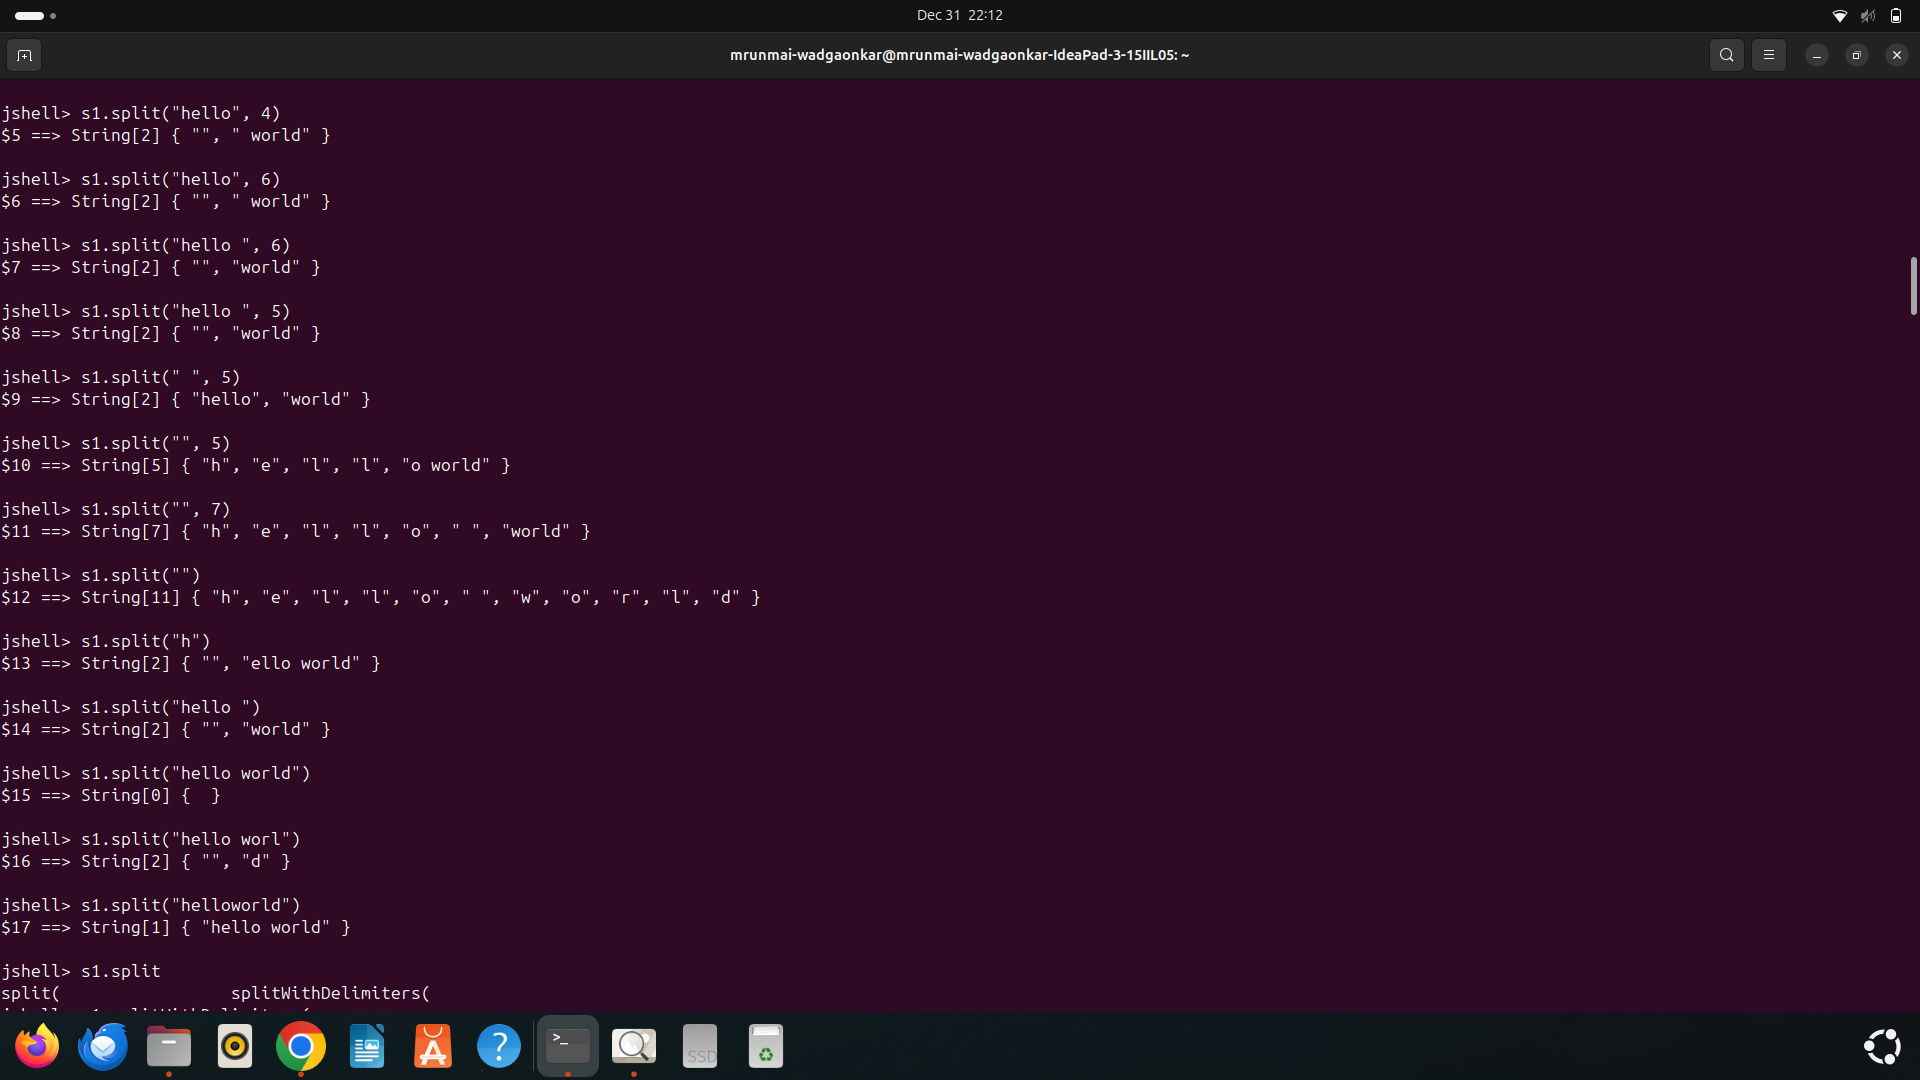 Dec 31 22:12
mrunmai-wadgaonkar@mrunmai-wadgaonkar-IdeaPad-3-15IIL05: ~
jshell> s1.split("hello", 4)
$5 ==> String[2] { "", " world" }
jshell> s1.split("hello", 6)
$6 ==> String[2] { "", " world" }
jshell> s1.split("hello ", 6)
$7 ==> String[2] { "", "world" }
jshell> s1.split("hello ", 5)
$8 ==> String[2] { "", "world" }
jshell> s1.split(" ", 5)
$9 ==> String[2] { "hello", "world" }
jshell> s1.split("", 5)
$10 ==> String[5] { "h", "e", "l", "l", "o world" }
jshell> s1.split("", 7)
$11 ==> String[7] { "h", "e", "l", "l", "o", " ", "world" }
jshell> s1.split("")
$12 ==> String[11] { "h", "e", "l", "l", "o", " ", "w", "o", "r", "l", "d" }
jshell> s1.split("h")
$13 ==> String[2] { "", "ello world" }
jshell> s1.split("hello ")
$14 ==> String[2] { "", "world" }
jshell> s1.split("hello world")
$15 ==> String[0] {  }
jshell> s1.split("hello worl")
$16 ==> String[2] { "", "d" }
jshell> s1.split("helloworld")
$17 ==> String[1] { "hello world" }
jshell> s1.split
split(                 splitWithDelimiters(
>_
?
SSD